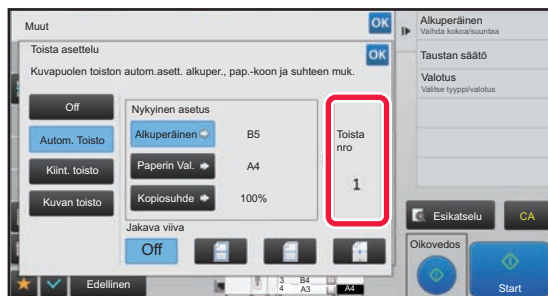 Muut
OK
Toista asettelu
OK
Kuvapuolen toiston autom.asett. alkuper., pap.-koon ja suhteen muk.
Off
Autom. Toisto
Kiint. toisto
Kuvan toisto
Nykyinen asetus
Alkuperäinen
B5
Paperin Val.
A4
Kopiosuhde
100%
Toista
nro
1
Jakava viiva
Off
Edellinen
3 B4
4 A3
A4
Alkuperäinen
Vaihda kokoa/suuntaa
Taustan säätö
Valotus
Valitse tyyppi/valotus
Esikatselu
CA
Oikovedos
Start